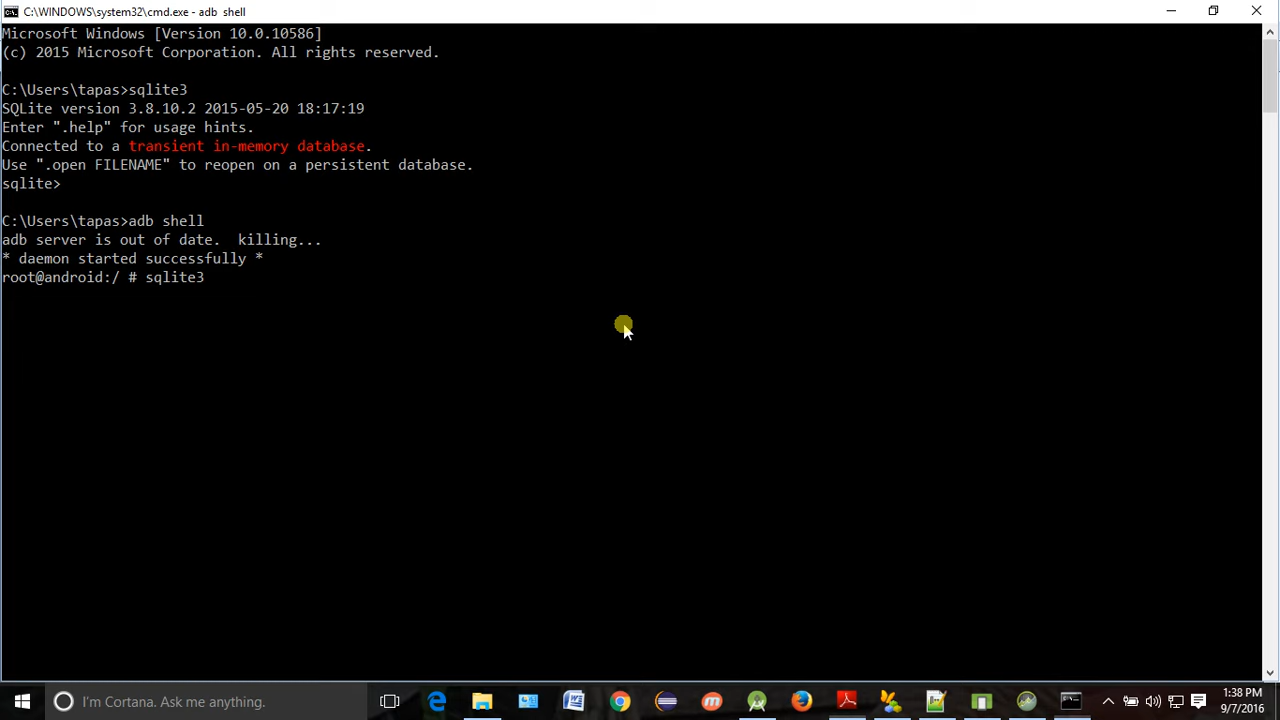 C:\WINDOWS\system32\cmd.exe - adb shell
Microsoft Windows [Version 10.0.10586]
(c) 2015 Microsoft Corporation. All rights reserved.
C:\Users\tapas>sqlite3
SQLite version 3.8.10.2 2015-05-20 18:17:19
Enter ".help" for usage hints.
Connected to a transient in-memory database.
Use ".open FILENAME" to reopen on a persistent database.
sqlite>
C:\Users\tapas>adb shell
adb server is out of date.  killing...
* daemon started successfully *
root@android:/ # sqlite3
I'm Cortana. Ask me anything.
1:38 PM
9/7/2016